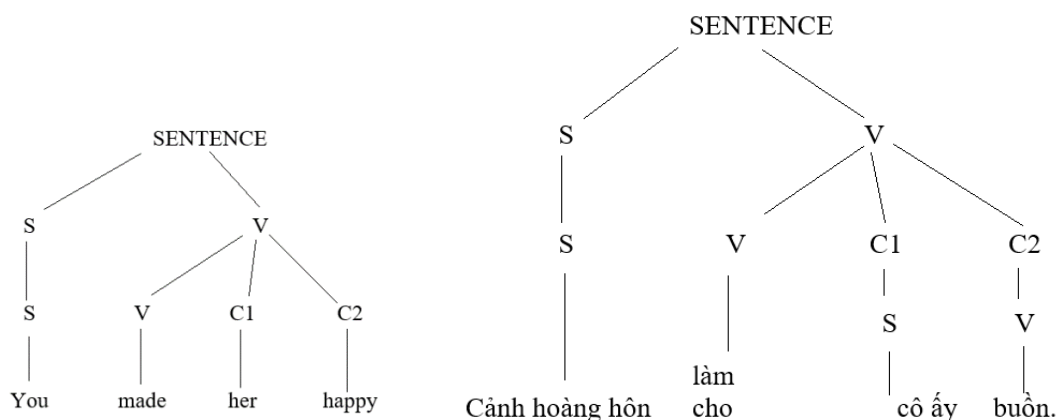 SENTENCE
S V
S V C1 C2
You made her happy
SENTENCE
S V
S V C1 C2
S V
Cảnh hoàng hôn làm cho cô ấy buồn.